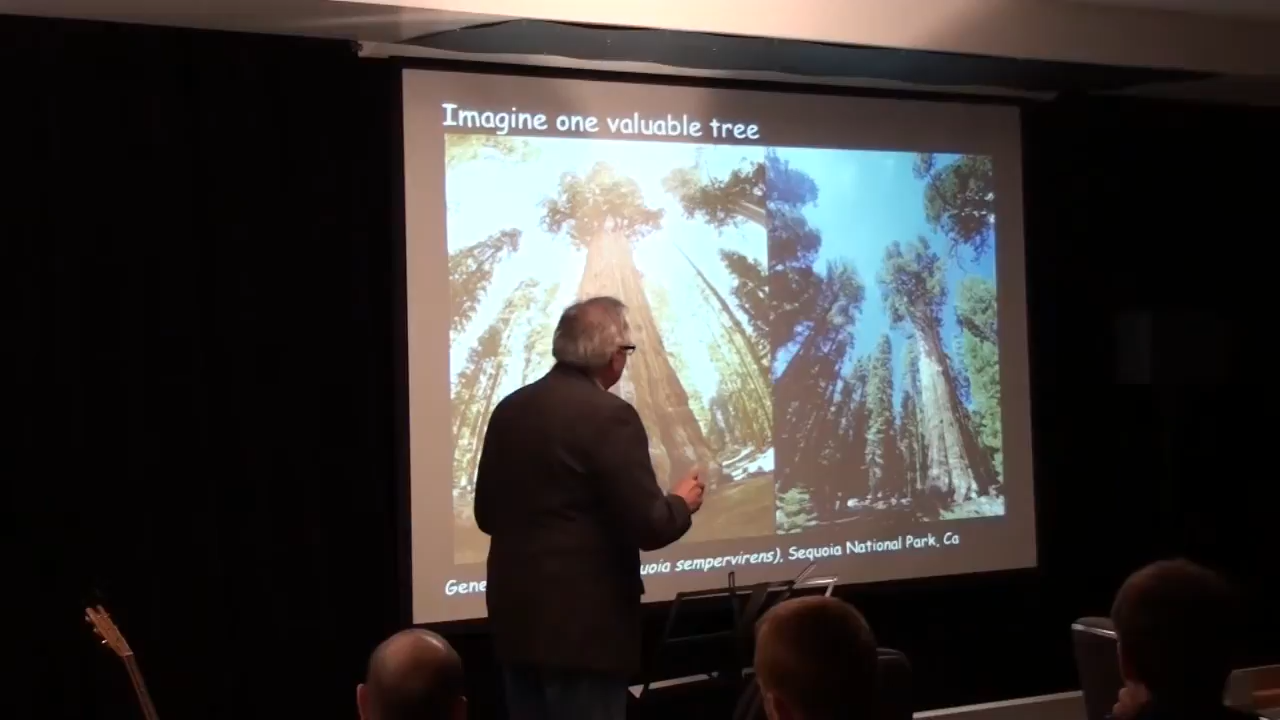 Imagine one valuable tree
Gene uoia sempervirens), Sequoia National Park, Ca